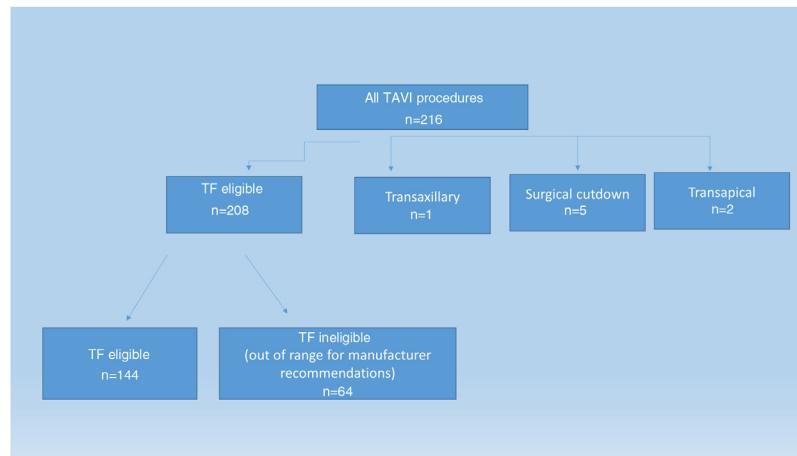 All TAVI procedures
n=216
TF eligible
n=208
Transaxillary
n=1
Surgical cutdown
n=5
Transapical
n=2
TF eligible
n=144
TF ineligible
(out of range for manufacturer
recommendations)
n=64